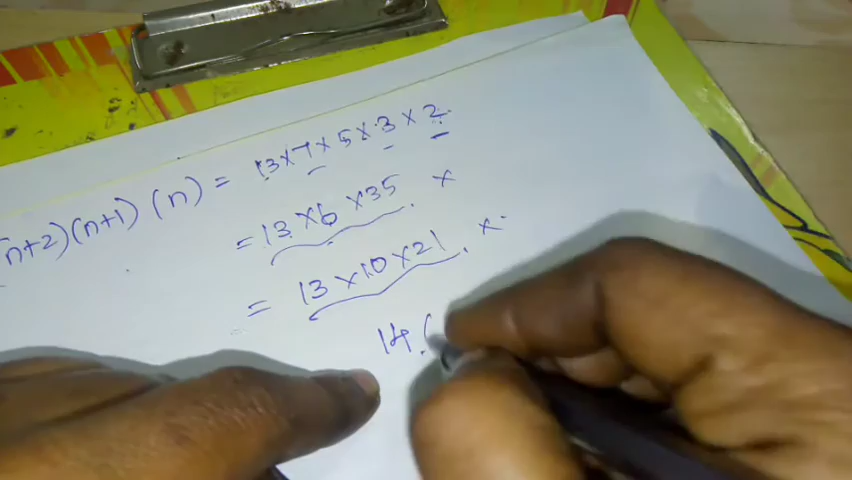 (n+2)(n+1)(n) = 13×7×5×3×2
= 13×6×35 ×
= 13×10×21 ×
14